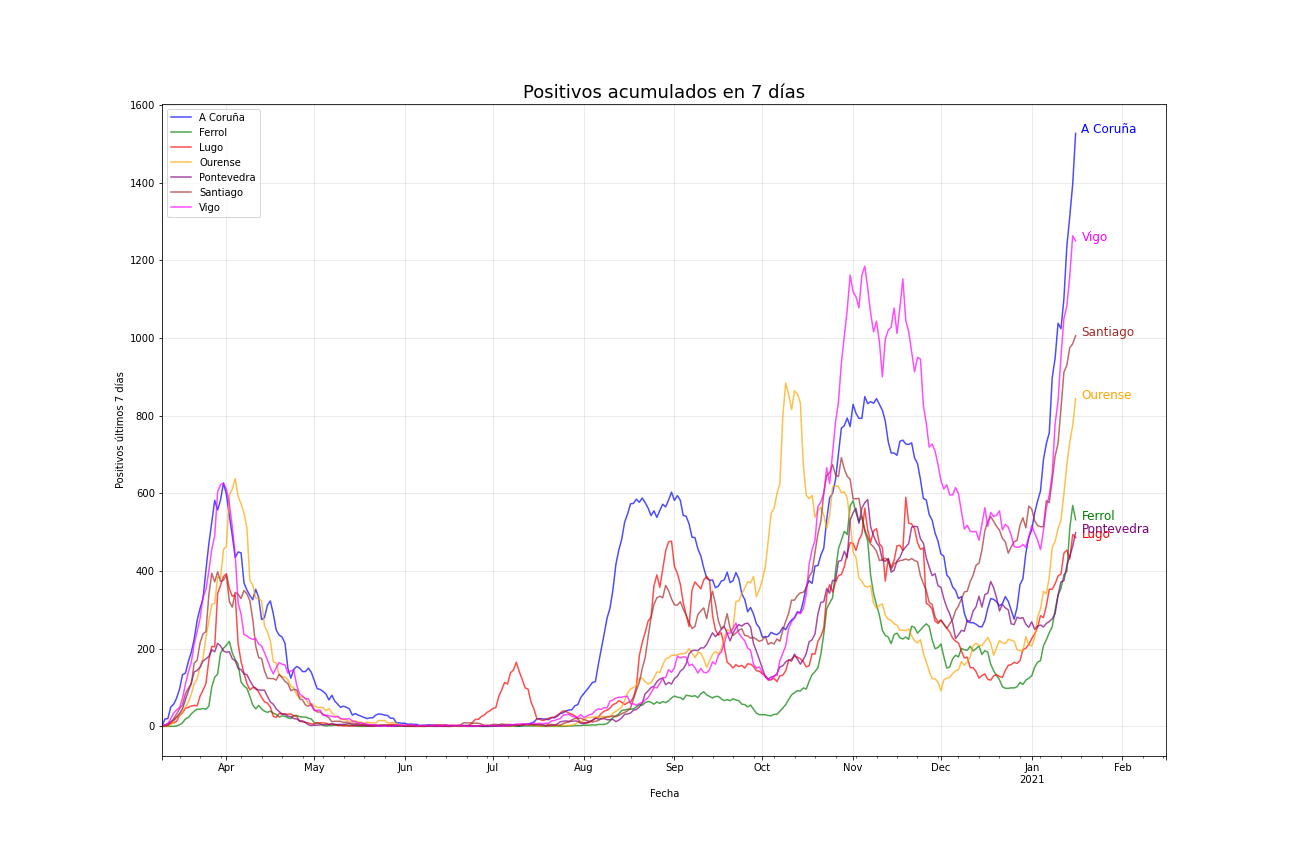 Positivos acumulados en 7 días
A Coruña
Ferrol
Lugo
Ourense
Pontevedra
Santiago
Vigo
1600
1400
1200
1000
800
600
400
200
0
Positivos últimos 7 días
A Coruña
Vigo
Santiago
Ourense
Ferrol
Pontevedra
Lugo
Apr May Jun Jul Aug Sep Oct Nov Dec Jan Feb
2021
Fecha